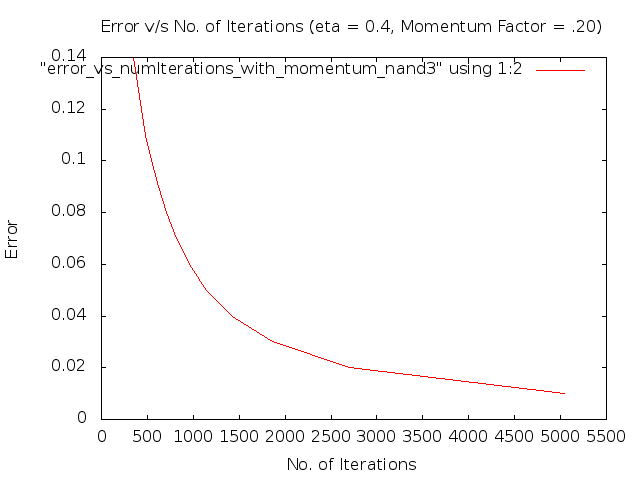 Error v/s No. of Iterations (eta = 0.4, Momentum Factor = .20)
"error_vs_numIterations_with_momentum_nand3" using 1:2
0.14
0.12
0.1
0.08
0.06
0.04
0.02
0
Error
0 500 1000 1500 2000 2500 3000 3500 4000 4500 5000 5500
No. of Iterations